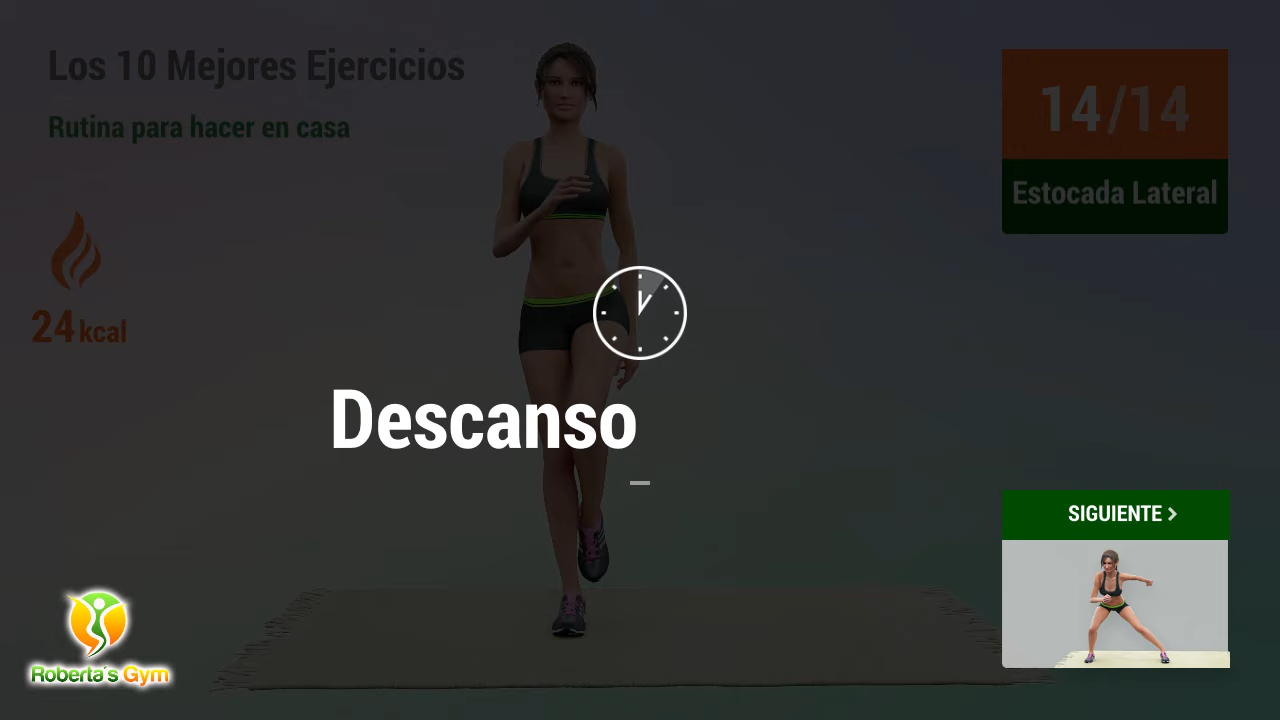 Los 10 Mejores Ejercicios
Rutina para hacer en casa
14/14
Estocada Lateral
24 kcal
Descanso
SIGUIENTE >
Roberta´s Gym